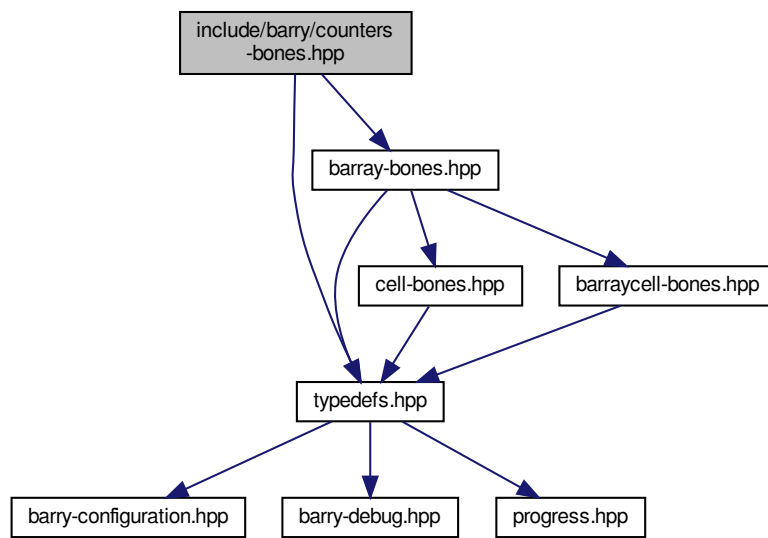 include/barry/counters
-bones.hpp
barray-bones.hpp
cell-bones.hpp
barraycell-bones.hpp
typedefs.hpp
barry-configuration.hpp
barry-debug.hpp
progress.hpp